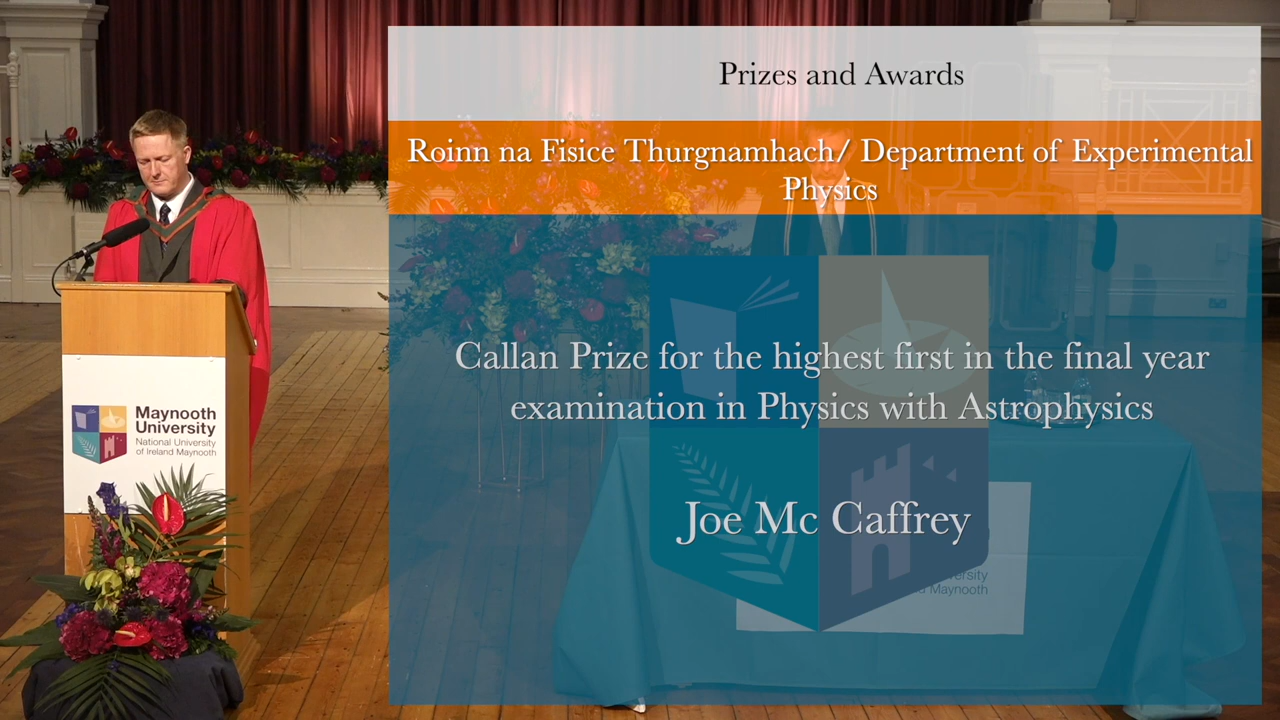 Prizes and Awards
Roinn na Fisice Thurgnamhach/ Department of Experimental
Physics
Callan Prize for the highest first in the final year
examination in Physics with Astrophysics
Joe Mc Caffrey
Maynooth
University
National University
of Ireland Maynooth
Maynooth